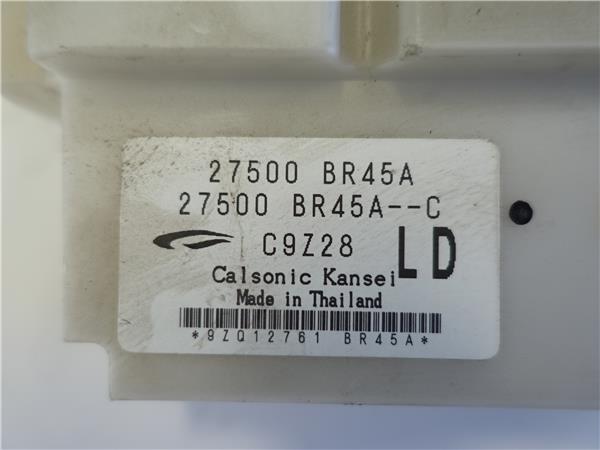 27500 BR45A
27500 BR45A--C
C9Z28 LD
Calsonic Kansei
Made in Thailand
*9ZQ12761 BR45A*